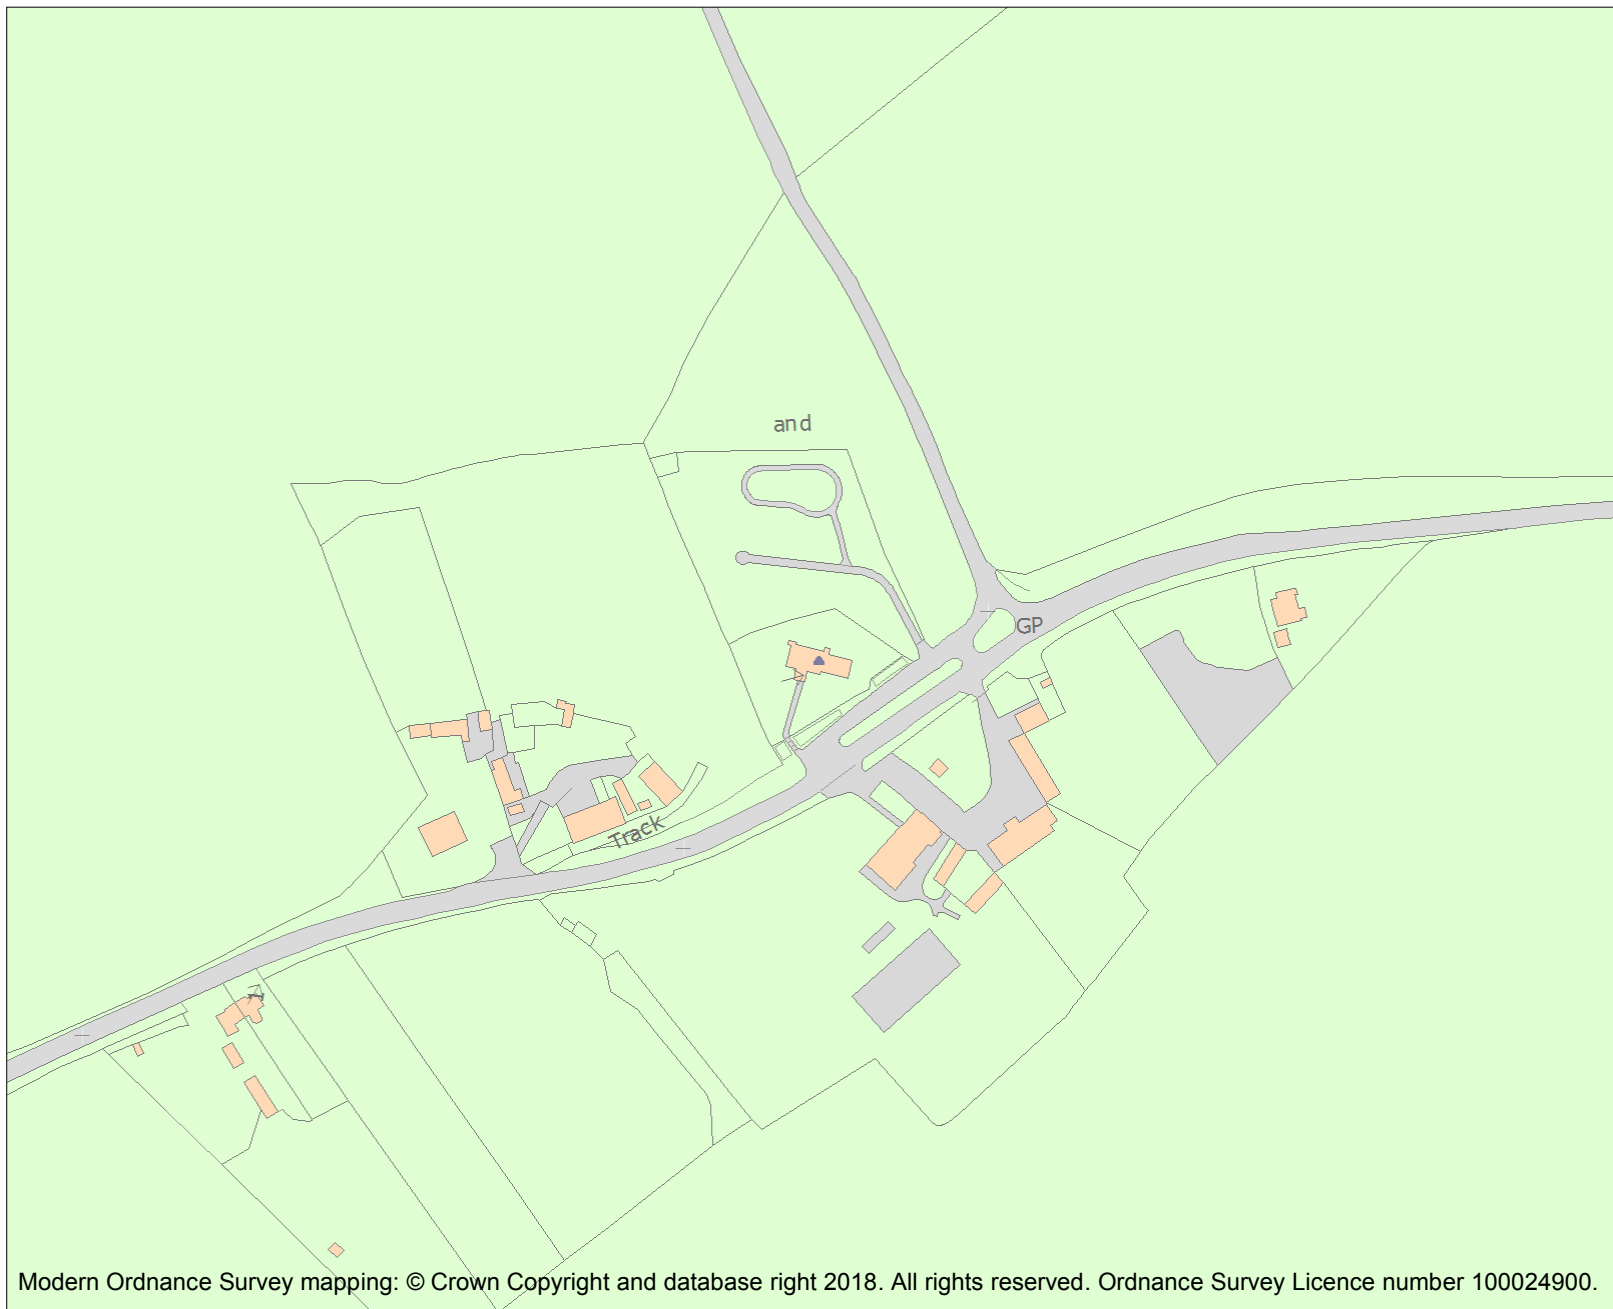 and
GP
Track
Modern Ordnance Survey mapping: © Crown Copyright and database right 2018. All rights reserved. Ordnance Survey Licence number 100024900.